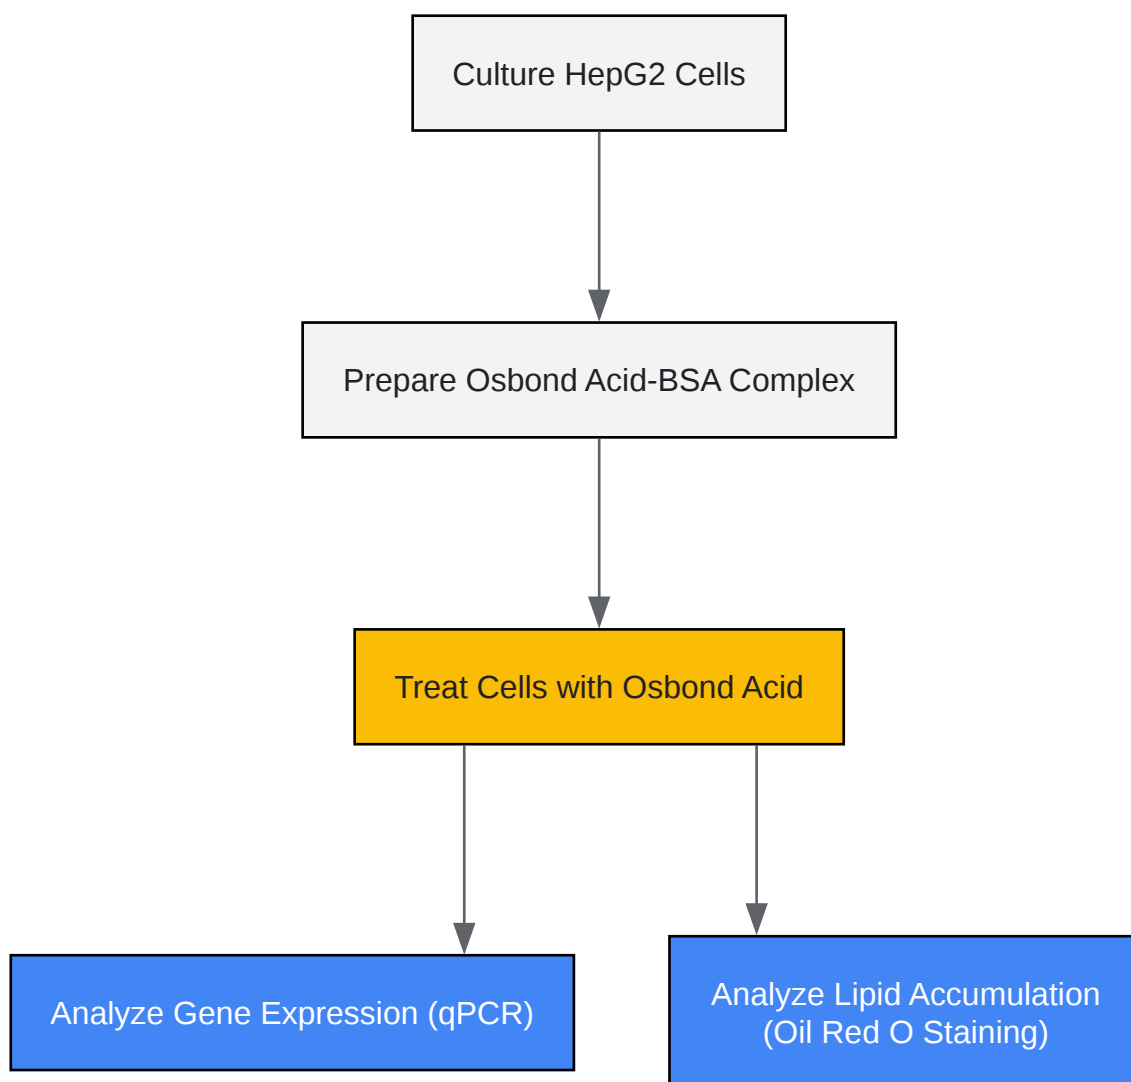 Culture HepG2 Cells
Prepare Osbond Acid-BSA Complex
Treat Cells with Osbond Acid
Analyze Gene Expression (qPCR)
Analyze Lipid Accumulation
(Oil Red O Staining)